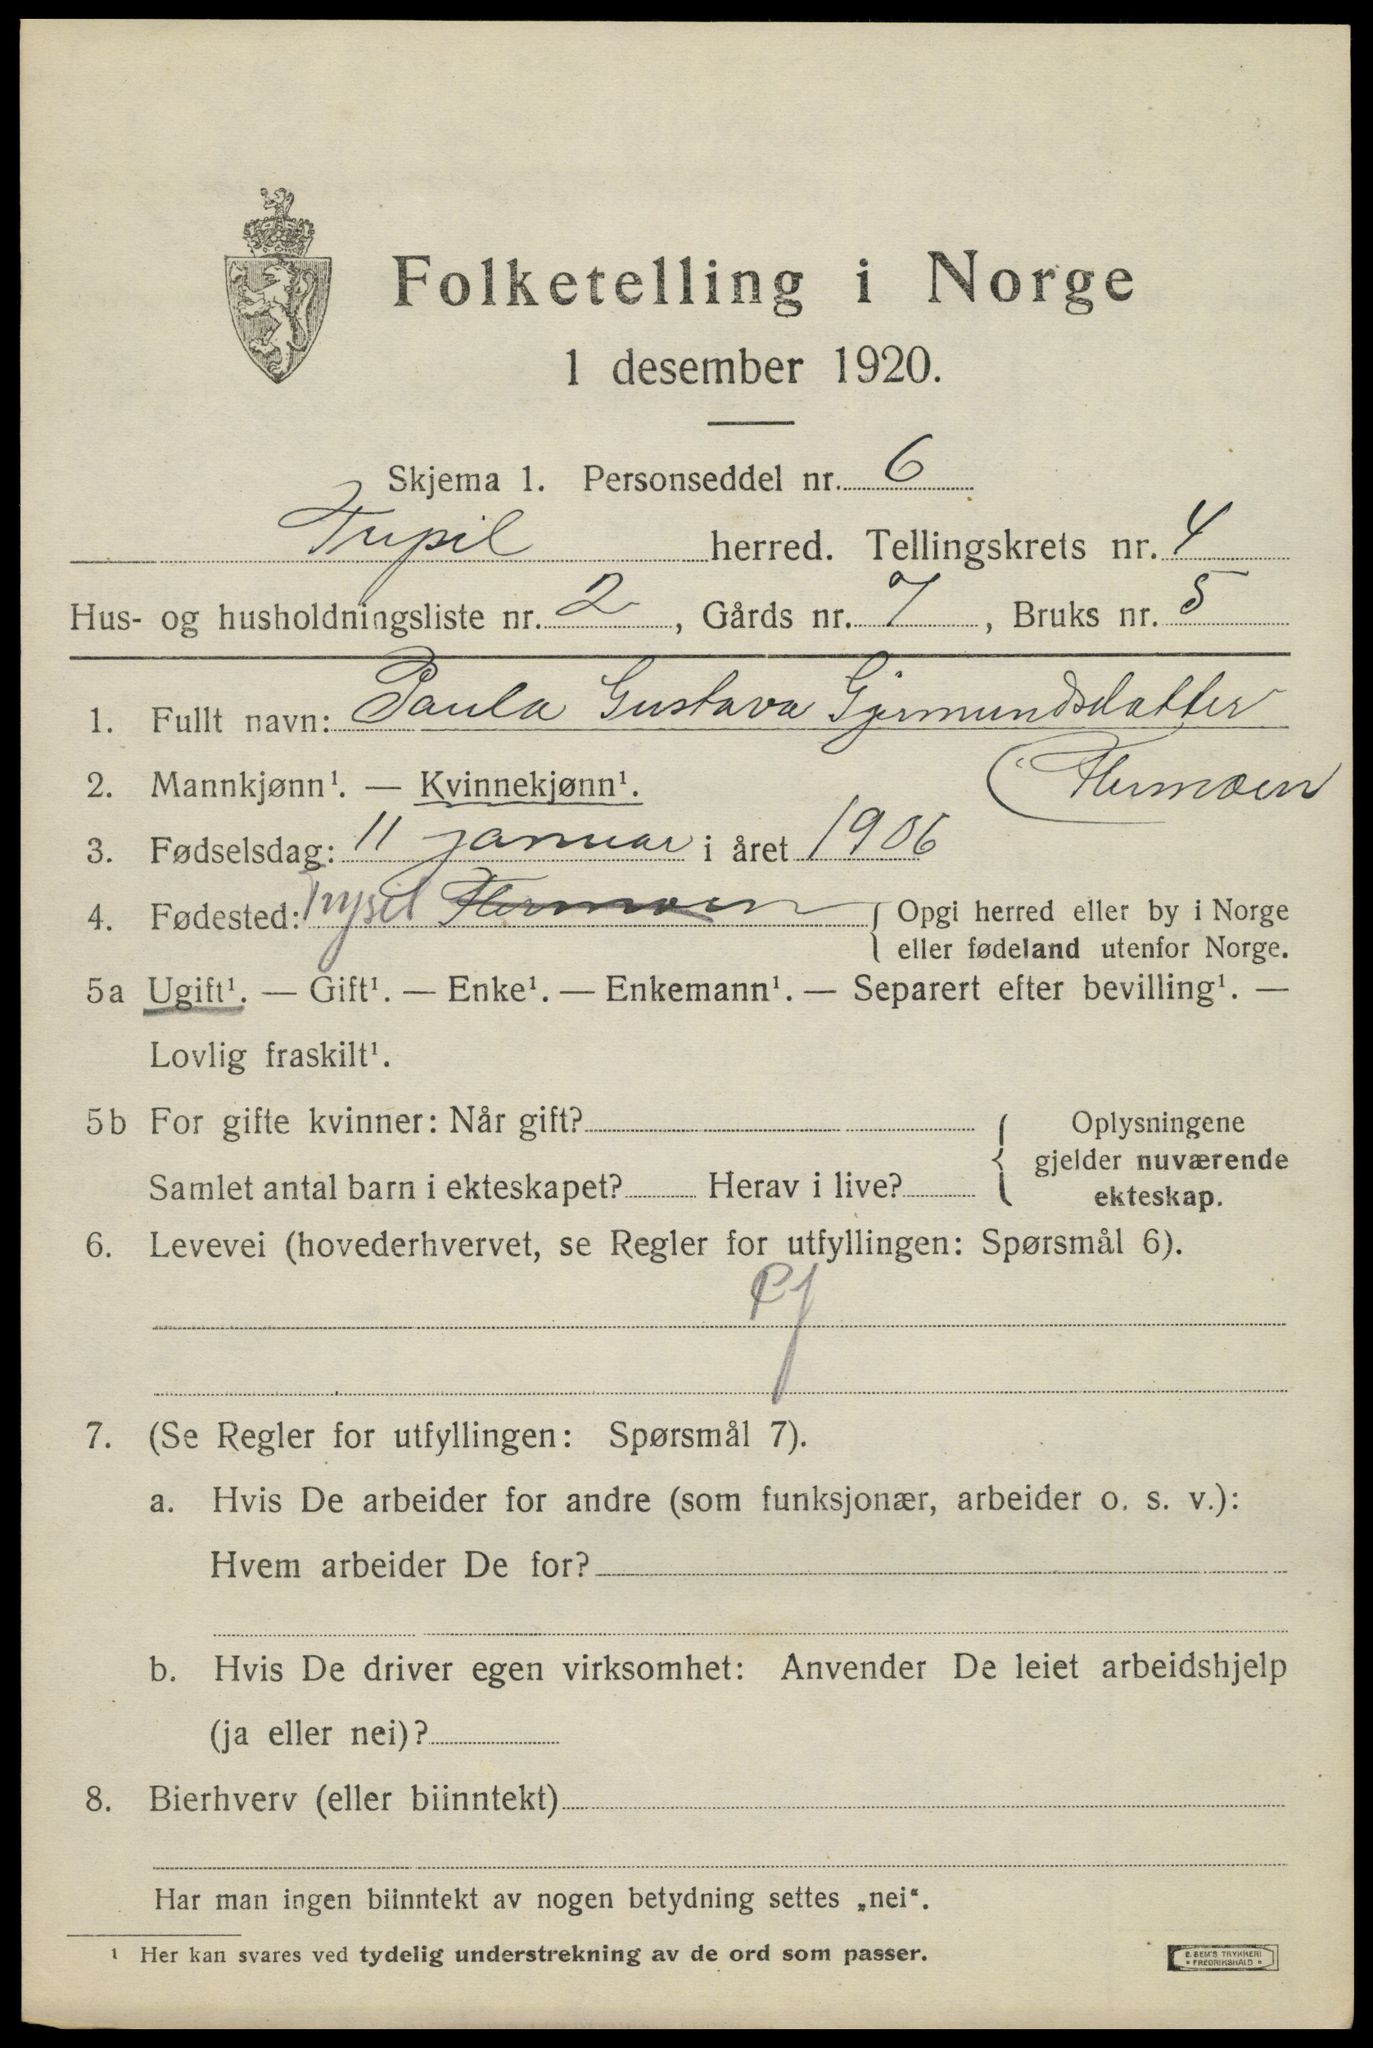 Folketelling i Norge
1 desember 1920.
Skjema 1. Personseddel nr. 6
Trysil herred. Tellingskrets nr. 4
Hus- og husholdningsliste nr. 2, Gårds nr. 7, Bruks nr. 5
1. Fullt navn: Paula Gustava Gjermundsdatter
(Flermoen
2. Mannkjønn¹. — Kvinnekjønn¹.
3. Fødselsdag: 11 januar i året 1906
4. Fødested: Trysil Flermoen { Opgi herred eller by i Norge
eller fødeland utenfor Norge.
5a Ugift¹. — Gift¹. — Enke¹. — Enkemann¹. — Separert efter bevilling¹. —
Lovlig fraskilt¹.
5b For gifte kvinner: Når gift? { Oplysningene
gjelder nuværende
Samlet antal barn i ekteskapet? Herav i live? ekteskap.
6. Levevei (hovederhvervet, se Regler for utfyllingen: Spørsmål 6).
7. (Se Regler for utfyllingen: Spørsmål 7).
a. Hvis De arbeider for andre (som funksjonær, arbeider o. s. v.):
Hvem arbeider De for?
b. Hvis De driver egen virksomhet: Anvender De leiet arbeidshjelp
(ja eller nei)?
8. Bierhverv (eller biinntekt)
Har man ingen biinntekt av nogen betydning settes „nei“.
¹ Her kan svares ved tydelig understrekning av de ord som passer.
E. SEM'S TRYKKERI
* FREDRIKSHALD *